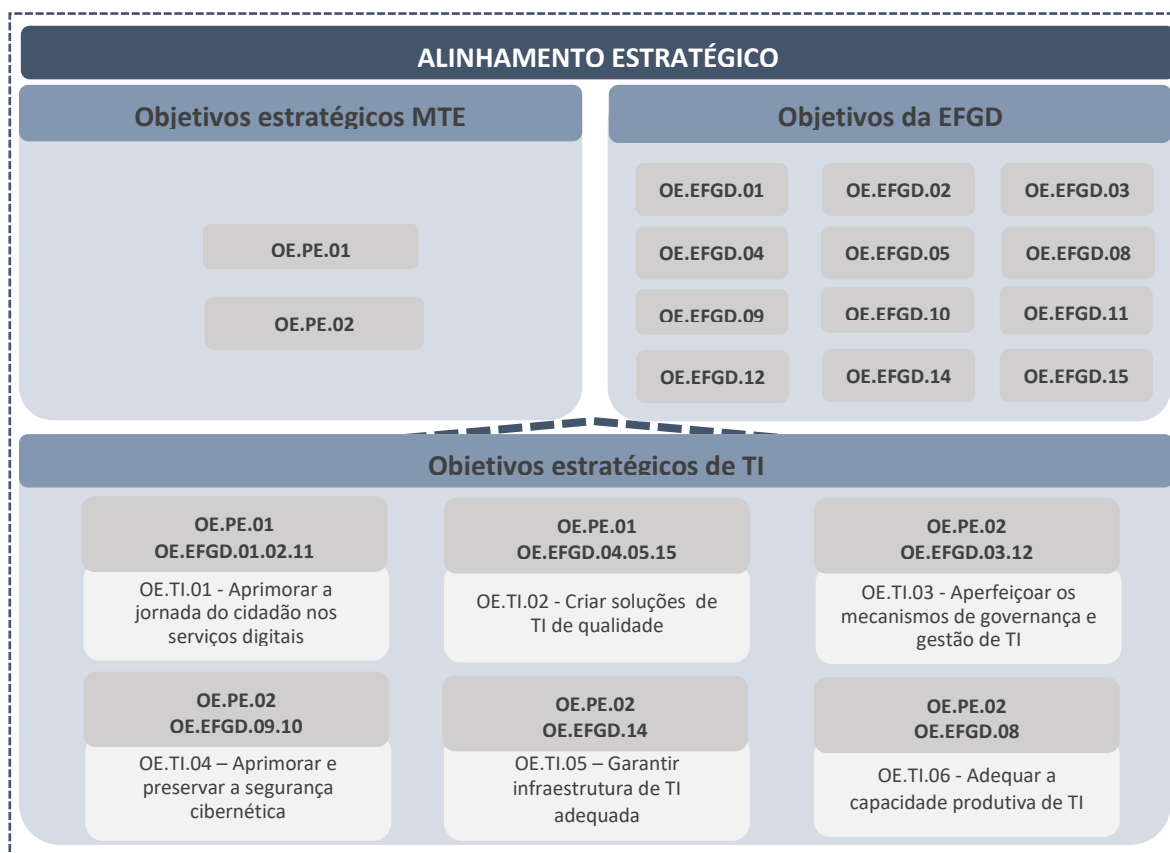 ALINHAMENTO ESTRATÉGICO
Objetivos estratégicos MTE
OE.PE.01
OE.PE.02
Objetivos da EFGD
OE.EFGD.01
OE.EFGD.02
OE.EFGD.03
OE.EFGD.04
OE.EFGD.05
OE.EFGD.08
OE.EFGD.09
OE.EFGD.10
OE.EFGD.11
OE.EFGD.12
OE.EFGD.14
OE.EFGD.15
Objetivos estratégicos de TI
OE.PE.01
OE.EFGD.01.02.11
OE.TI.01 - Aprimorar a
jornada do cidadão nos
serviços digitais
OE.PE.01
OE.EFGD.04.05.15
OE.TI.02 - Criar soluções de
TI de qualidade
OE.PE.02
OE.EFGD.03.12
OE.TI.03 - Aperfeiçoar os
mecanismos de governança e
gestão de TI
OE.PE.02
OE.EFGD.09.10
OE.TI.04 – Aprimorar e
preservar a segurança
cibernética
OE.PE.02
OE.EFGD.14
OE.TI.05 – Garantir
infraestrutura de TI
adequada
OE.PE.02
OE.EFGD.08
OE.TI.06 - Adequar a
capacidade produtiva de TI